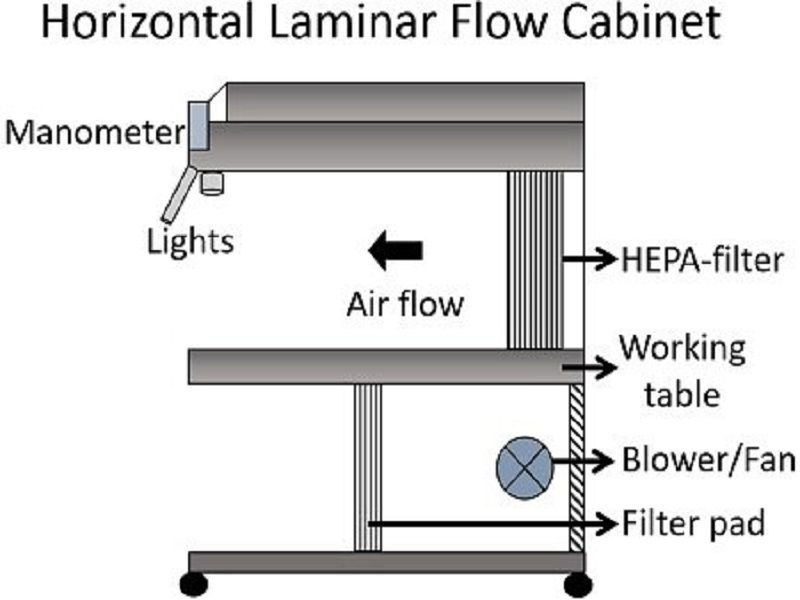 Horizontal Laminar Flow Cabinet
Manometer
Lights
Air flow
HEPA-filter
Working
table
Blower/Fan
Filter pad